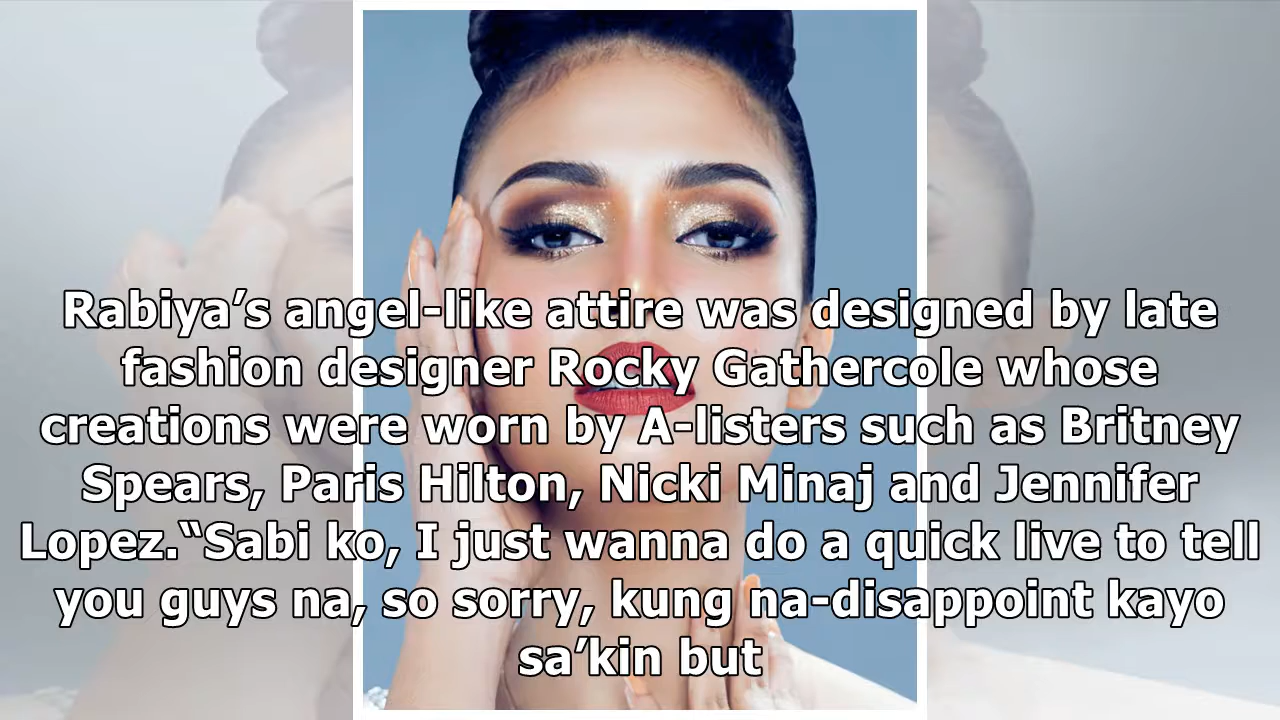 Rabiya’s angel-like attire was designed by late
fashion designer Rocky Gathercole whose
creations were worn by A-listers such as Britney
Spears, Paris Hilton, Nicki Minaj and Jennifer
Lopez.“Sabi ko, I just wanna do a quick live to tell
you guys na, so sorry, kung na-disappoint kayo
sa’kin but